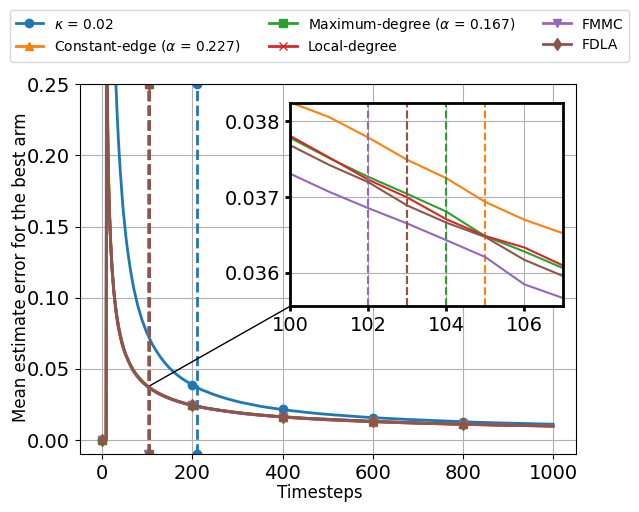 κ = 0.02
Constant-edge (α = 0.227)
Maximum-degree (α = 0.167)
Local-degree
FMMC
FDLA
Mean estimate error for the best arm
0.25
0.20
0.15
0.10
0.05
0.00
0.038
0.037
0.036
100 102 104 106
0 200 400 600 800 1000
Timesteps